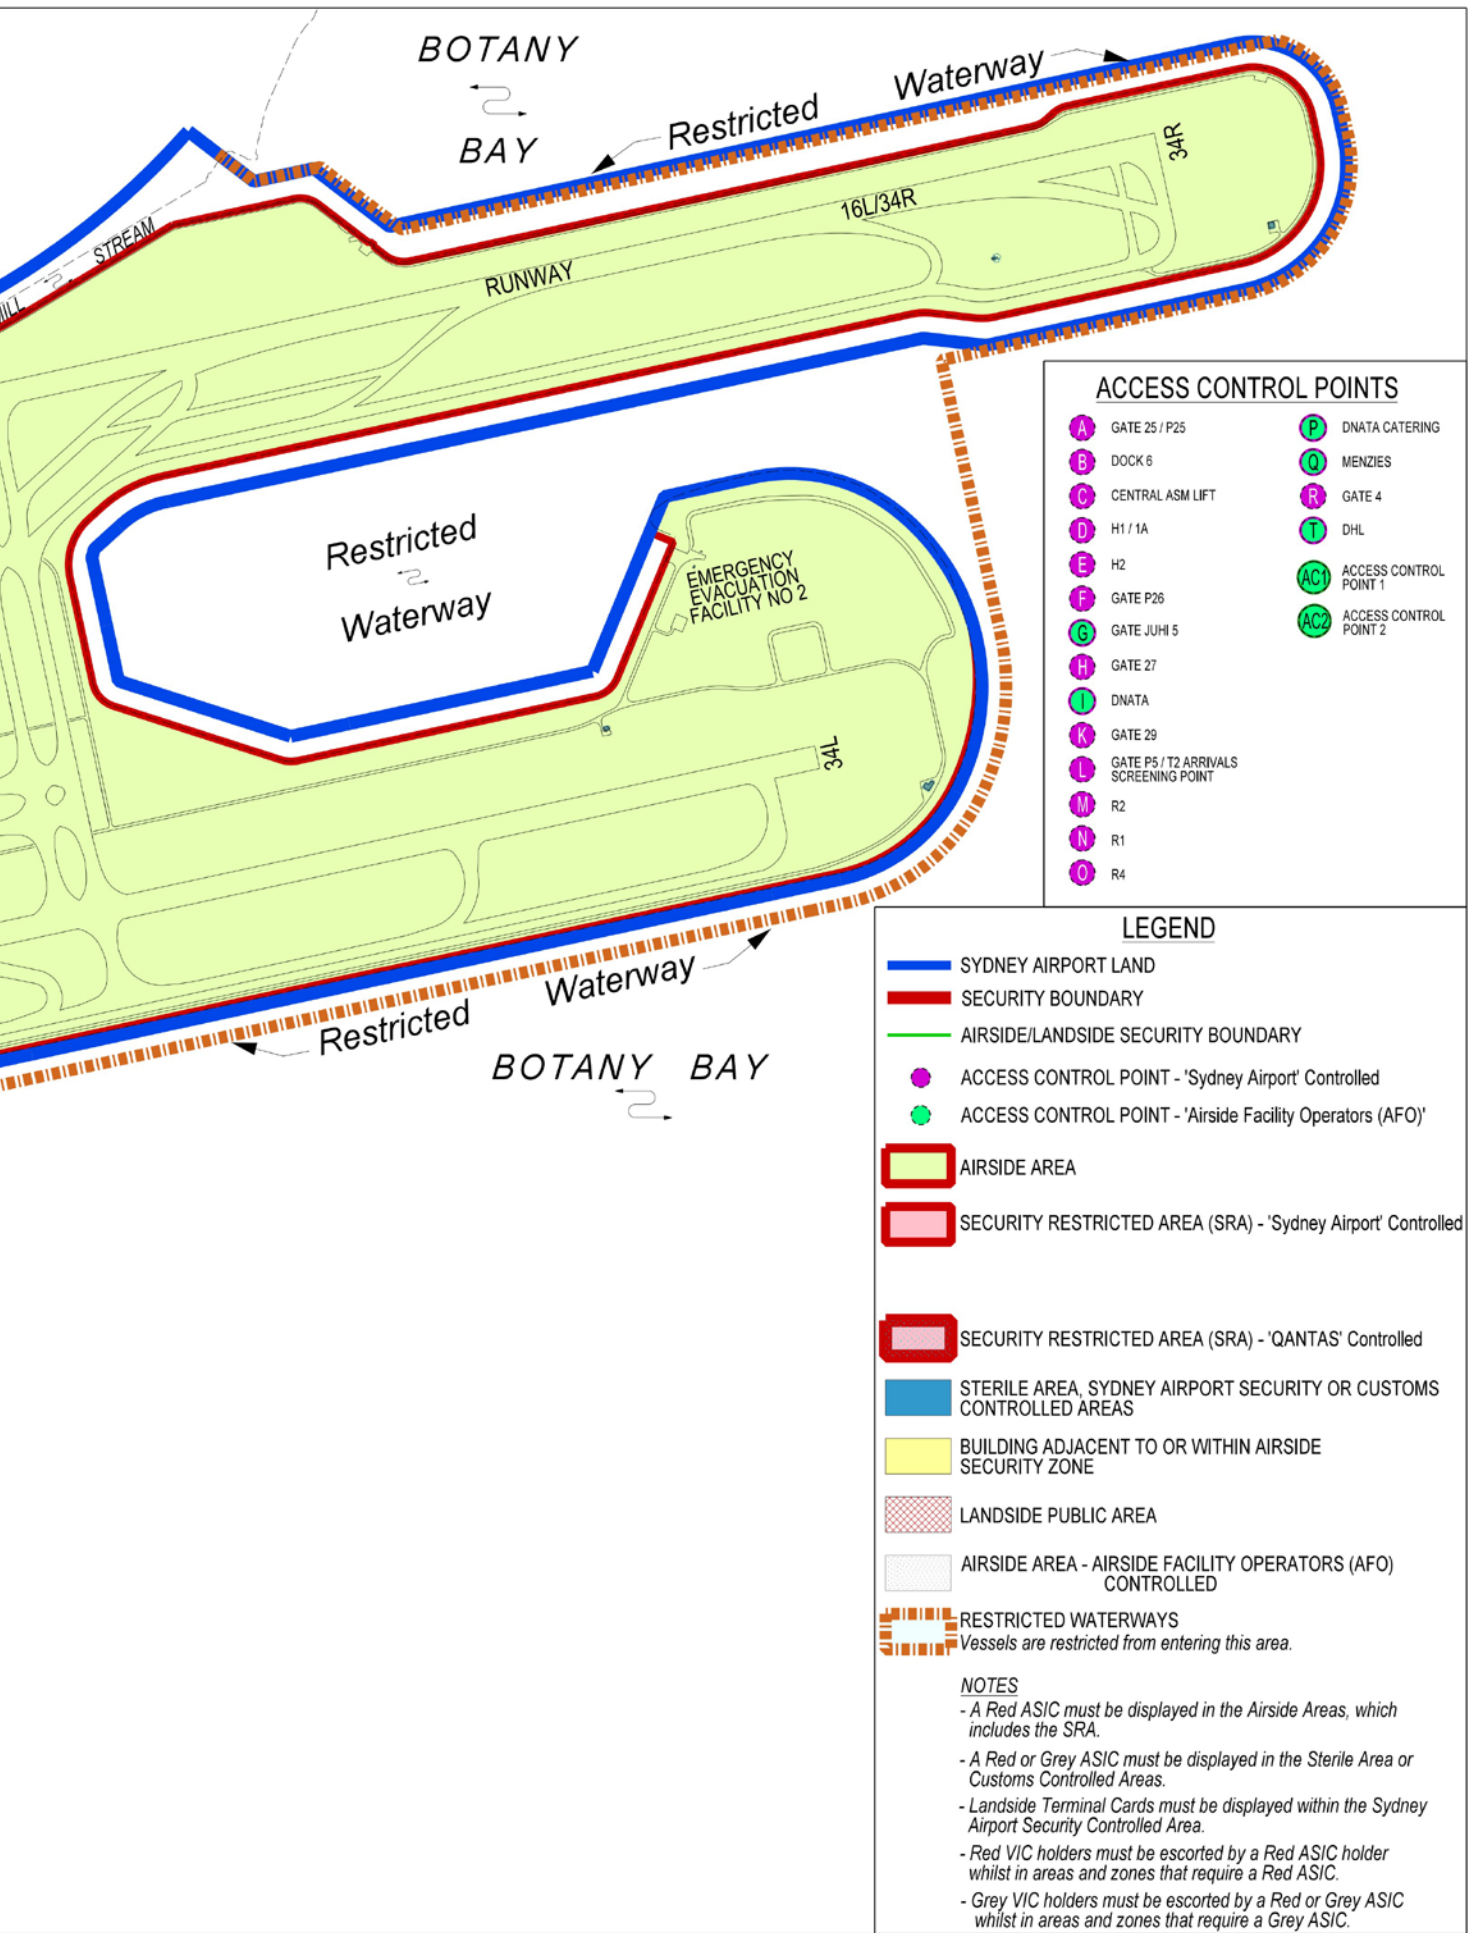 BOTANY
BAY
Restricted
Waterway
34R
16L/34R
RUNWAY
STREAM
MILL
Restricted
Waterway
EMERGENCY
EVACUATION
FACILITY NO 2
34L
Waterway
Restricted
BOTANY BAY
ACCESS CONTROL POINTS
A GATE 25 / P25
B DOCK 6
C CENTRAL ASM LIFT
D H1 / 1A
E H2
F GATE P26
G GATE JUHI 5
H GATE 27
I DNATA
K GATE 29
L GATE P5 / T2 ARRIVALS
SCREENING POINT
M R2
N R1
O R4
P DNATA CATERING
Q MENZIES
R GATE 4
T DHL
AC1 ACCESS CONTROL
POINT 1
AC2 ACCESS CONTROL
POINT 2
LEGEND
SYDNEY AIRPORT LAND
SECURITY BOUNDARY
AIRSIDE/LANDSIDE SECURITY BOUNDARY
ACCESS CONTROL POINT - 'Sydney Airport' Controlled
ACCESS CONTROL POINT - 'Airside Facility Operators (AFO)'
AIRSIDE AREA
SECURITY RESTRICTED AREA (SRA) - 'Sydney Airport' Controlled
SECURITY RESTRICTED AREA (SRA) - 'QANTAS' Controlled
STERILE AREA, SYDNEY AIRPORT SECURITY OR CUSTOMS
CONTROLLED AREAS
BUILDING ADJACENT TO OR WITHIN AIRSIDE
SECURITY ZONE
LANDSIDE PUBLIC AREA
AIRSIDE AREA - AIRSIDE FACILITY OPERATORS (AFO)
CONTROLLED
RESTRICTED WATERWAYS
Vessels are restricted from entering this area.
NOTES
- A Red ASIC must be displayed in the Airside Areas, which
includes the SRA.
- A Red or Grey ASIC must be displayed in the Sterile Area or
Customs Controlled Areas.
- Landside Terminal Cards must be displayed within the Sydney
Airport Security Controlled Area.
- Red VIC holders must be escorted by a Red ASIC holder
whilst in areas and zones that require a Red ASIC.
- Grey VIC holders must be escorted by a Red or Grey ASIC
whilst in areas and zones that require a Grey ASIC.